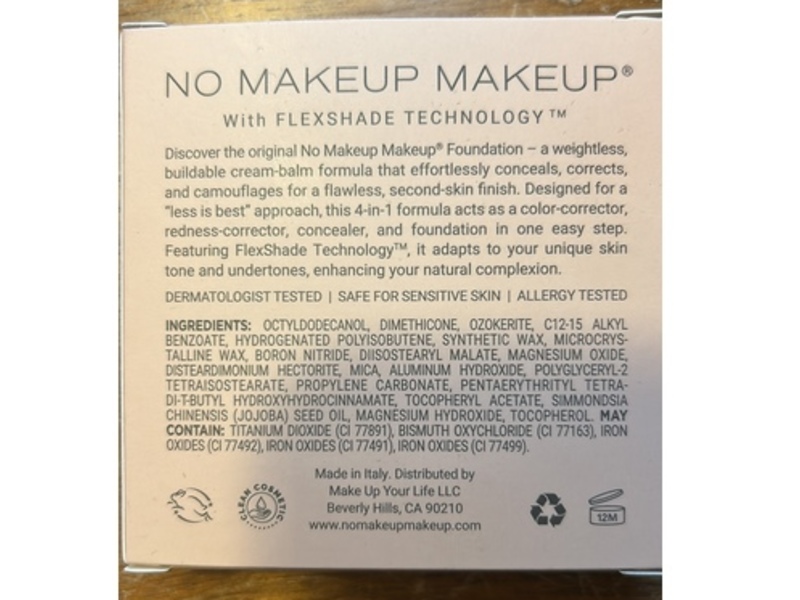 NO MAKEUP MAKEUP®
With FLEXSHADE TECHNOLOGY™
Discover the original No Makeup Makeup® Foundation – a weightless,
buildable cream-balm formula that effortlessly conceals, corrects,
and camouflages for a flawless, second-skin finish. Designed for a
"less is best" approach, this 4-in-1 formula acts as a color-corrector,
redness-corrector, concealer, and foundation in one easy step.
Featuring FlexShade Technology™, it adapts to your unique skin
tone and undertones, enhancing your natural complexion.
DERMATOLOGIST TESTED | SAFE FOR SENSITIVE SKIN | ALLERGY TESTED
INGREDIENTS: OCTYLDODECANOL, DIMETHICONE, OZOKERITE, C12-15 ALKYL
BENZOATE, HYDROGENATED POLYISOBUTENE, SYNTHETIC WAX, MICROCRYS-
TALLINE WAX, BORON NITRIDE, DIISOSTEARYL MALATE, MAGNESIUM OXIDE,
DISTEARDIMONIUM HECTORITE, MICA, ALUMINUM HYDROXIDE, POLYGLYCERYL-2
TETRAISOSTEARATE, PROPYLENE CARBONATE, PENTAERYTHRITYL TETRA-
DI-T-BUTYL HYDROXYHYDROCINNAMATE, TOCOPHERYL ACETATE, SIMMONDSIA
CHINENSIS (JOJOBA) SEED OIL, MAGNESIUM HYDROXIDE, TOCOPHEROL. MAY
CONTAIN: TITANIUM DIOXIDE (CI 77891), BISMUTH OXYCHLORIDE (CI 77163), IRON
OXIDES (CI 77492), IRON OXIDES (CI 77491), IRON OXIDES (CI 77499).
Made in Italy. Distributed by
Make Up Your Life LLC
Beverly Hills, CA 90210
www.nomakeupmakeup.com
CLEAN COSMETIC
12M